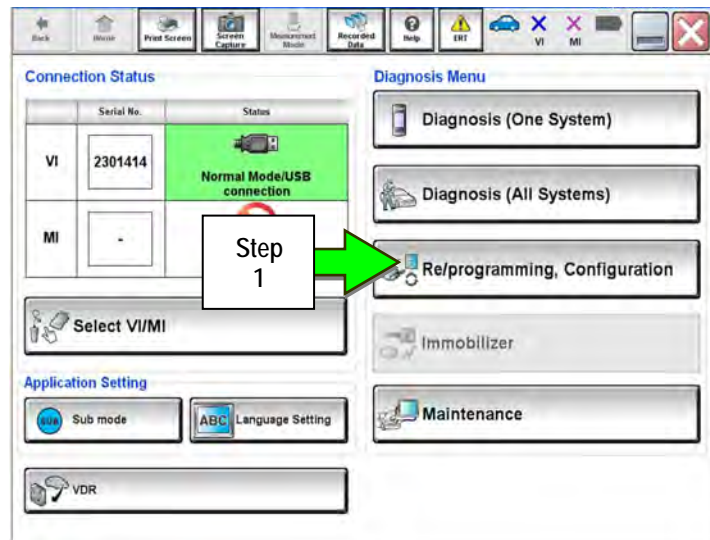 Back
Home
Print Screen
Screen Capture
Measurement Mode
Recorded Data
Help
ERT
VI
MI
Connection Status
Serial No.
Status
VI
2301414
Normal Mode/USB
connection
MI
-
Step
1
Select VI/MI
Application Setting
SUB
Sub mode
ABC
Language Setting
VDR
Diagnosis Menu
Diagnosis (One System)
Diagnosis (All Systems)
Re/programming, Configuration
Immobilizer
Maintenance